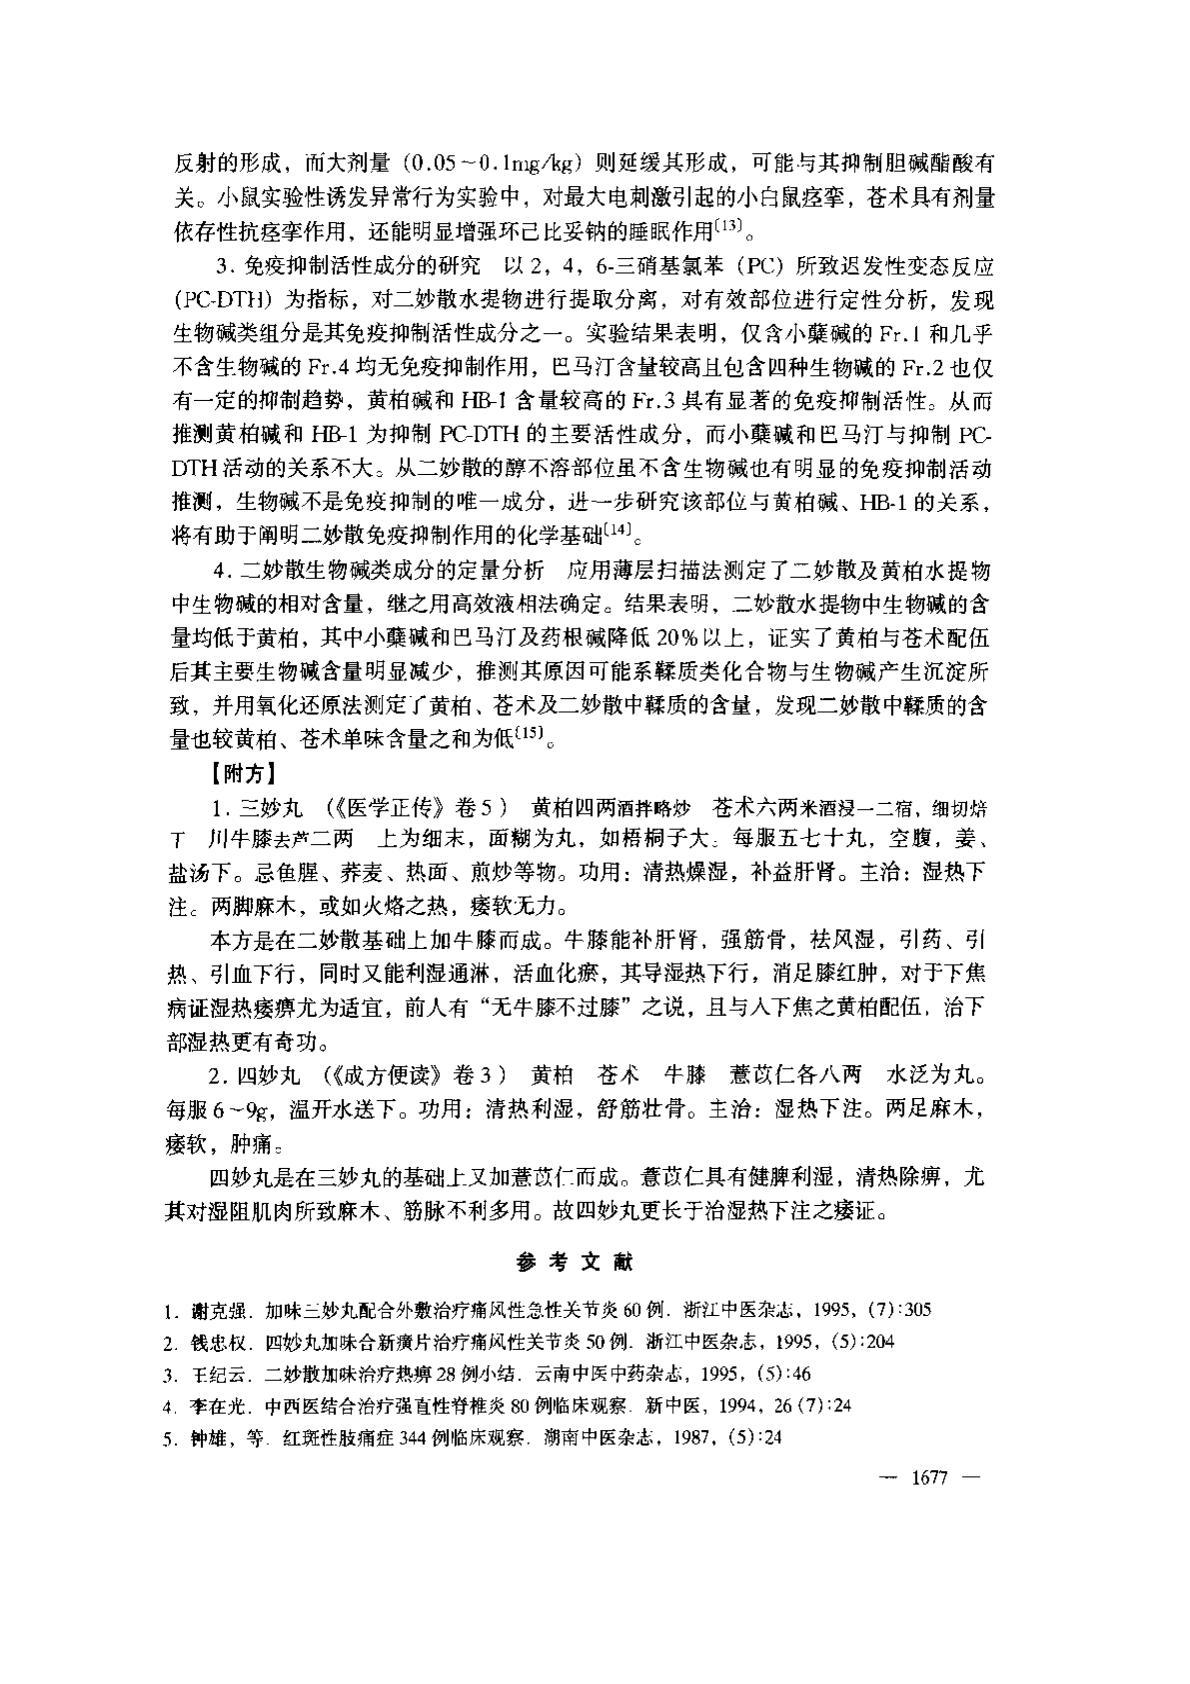 反射的形成，而大剂量（0.05～0.1mg/kg）则延缓其形成，可能与其抑制胆碱酯酸有
关。小鼠实验性诱发异常行为实验中，对最大电刺激引起的小白鼠痉挛，苍术具有剂量
依存性抗痉挛作用，还能明显增强环己比妥钠的睡眠作用〔13〕。
3. 免疫抑制活性成分的研究　以2，4，6-三硝基氯苯（PC）所致迟发性变态反应
（PC-DTH）为指标，对二妙散水提物进行提取分离，对有效部位进行定性分析，发现
生物碱类组分是其免疫抑制活性成分之一。实验结果表明，仅含小蘖碱的 Fr.1 和几乎
不含生物碱的 Fr.4 均无免疫抑制作用，巴马汀含量较高且包含四种生物碱的 Fr.2 也仅
有一定的抑制趋势，黄柏碱和 HB-1 含量较高的 Fr.3 具有显著的免疫抑制活性。从而
推测黄柏碱和 HB-1 为抑制 PC-DTH 的主要活性成分，而小蘖碱和巴马汀与抑制 PC-
DTH 活动的关系不大。从二妙散的醇不溶部位虽不含生物碱也有明显的免疫抑制活动
推测，生物碱不是免疫抑制的唯一成分，进一步研究该部位与黄柏碱、HB-1 的关系，
将有助于阐明二妙散免疫抑制作用的化学基础〔14〕。
4. 二妙散生物碱类成分的定量分析　应用薄层扫描法测定了二妙散及黄柏水提物
中生物碱的相对含量，继之用高效液相法确定。结果表明，二妙散水提物中生物碱的含
量均低于黄柏，其中小蘖碱和巴马汀及药根碱降低 20%以上，证实了黄柏与苍术配伍
后其主要生物碱含量明显减少，推测其原因可能系鞣质类化合物与生物碱产生沉淀所
致，并用氧化还原法测定了黄柏、苍术及二妙散中鞣质的含量，发现二妙散中鞣质的含
量也较黄柏、苍术单味含量之和为低〔15〕。
【附方】
1. 三妙丸　（《医学正传》卷5）　黄柏四两酒拌略炒　苍术六两米酒浸一二宿，细切焙
干　川牛膝去芦二两　上为细末，面糊为丸，如梧桐子大。每服五七十丸，空腹，姜、
盐汤下。忌鱼腥、荞麦、热面、煎炒等物。功用：清热燥湿，补益肝肾。主治：湿热下
注。两脚麻木，或如火烙之热，痿软无力。
本方是在二妙散基础上加牛膝而成。牛膝能补肝肾，强筋骨，祛风湿，引药、引
热、引血下行，同时又能利湿通淋，活血化瘀，其导湿热下行，消足膝红肿，对于下焦
病证湿热痿痹尤为适宜，前人有“无牛膝不过膝”之说，且与入下焦之黄柏配伍，治下
部湿热更有奇功。
2. 四妙丸　（《成方便读》卷3）　黄柏　苍术　牛膝　薏苡仁各八两　水泛为丸。
每服 6～9g，温开水送下。功用：清热利湿，舒筋壮骨。主治：湿热下注。两足麻木，
痿软，肿痛。
四妙丸是在三妙丸的基础上又加薏苡仁而成。薏苡仁具有健脾利湿，清热除痹，尤
其对湿阻肌肉所致麻木、筋脉不利多用。故四妙丸更长于治湿热下注之痿证。
参 考 文 献
1. 谢克强. 加味三妙丸配合外敷治疗痛风性急性关节炎 60 例. 浙江中医杂志，1995，(7):305
2. 钱忠权. 四妙丸加味合新癀片治疗痛风性关节炎 50 例. 浙江中医杂志，1995，(5):204
3. 王纪云. 二妙散加味治疗热痹 28 例小结. 云南中医中药杂志，1995，(5):46
4. 李在光. 中西医结合治疗强直性脊椎炎 80 例临床观察. 新中医，1994，26 (7):24
5. 钟雄，等. 红斑性肢痛症 344 例临床观察. 湖南中医杂志，1987，(5):24
— 1677 —